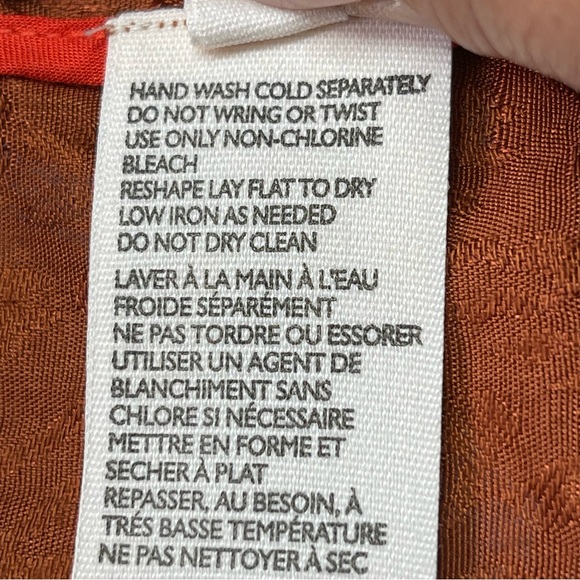 HAND WASH COLD SEPARATELY
DO NOT WRING OR TWIST
USE ONLY NON-CHLORINE
BLEACH
RESHAPE LAY FLAT TO DRY
LOW IRON AS NEEDED
DO NOT DRY CLEAN
LAVER À LA MAIN À L'EAU
FROIDE SÉPARÉMENT
NE PAS TORDRE OU ESSORER
UTILISER UN AGENT DE
BLANCHIMENT SANS
CHLORE SI NÉCESSAIRE
METTRE EN FORME ET
SECHER À PLAT
REPASSER, AU BESOIN, À
TRÉS BASSE TEMPÉRATURE
NE PAS NETTOYER À SEC